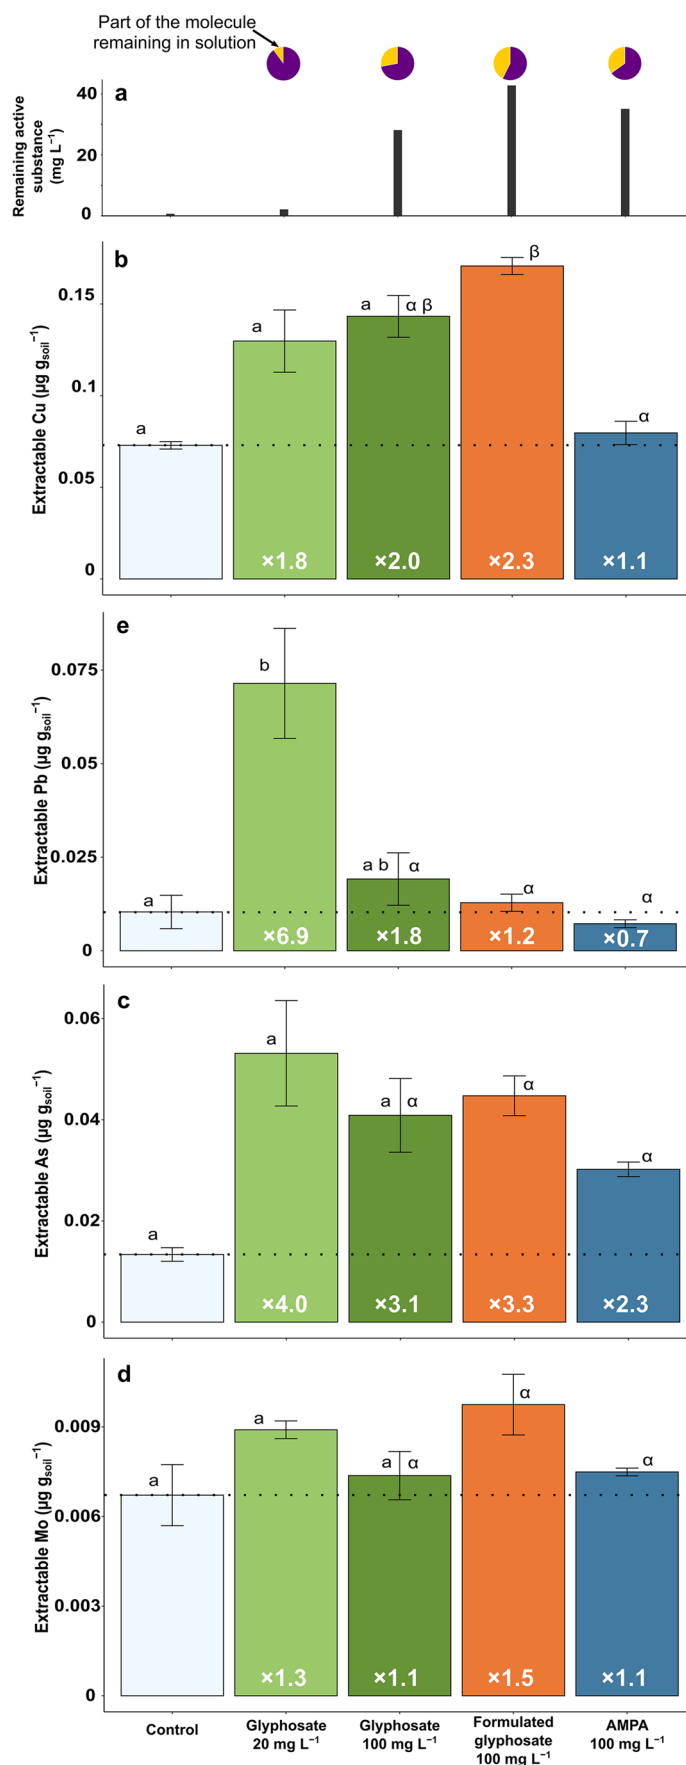 Part of the molecule
remaining in solution
a
Remaining active
substance
(mg L⁻¹)
40
20
0
b
Extractable Cu (µg gsoil⁻¹)
0.15
0.1
0.05
0
a
a
a
α β
β
α
×1.8
×2.0
×2.3
×1.1
e
Extractable Pb (µg gsoil⁻¹)
0.075
0.05
0.025
0
a
b
a b
α
α
α
×6.9
×1.8
×1.2
×0.7
c
Extractable As (µg gsoil⁻¹)
0.06
0.04
0.02
0
a
a
a
α
α
α
×4.0
×3.1
×3.3
×2.3
d
Extractable Mo (µg gsoil⁻¹)
0.009
0.006
0.003
0
a
a
a
α
α
α
×1.3
×1.1
×1.5
×1.1
Control
Glyphosate
20 mg L⁻¹
Glyphosate
100 mg L⁻¹
Formulated
glyphosate
100 mg L⁻¹
AMPA
100 mg L⁻¹